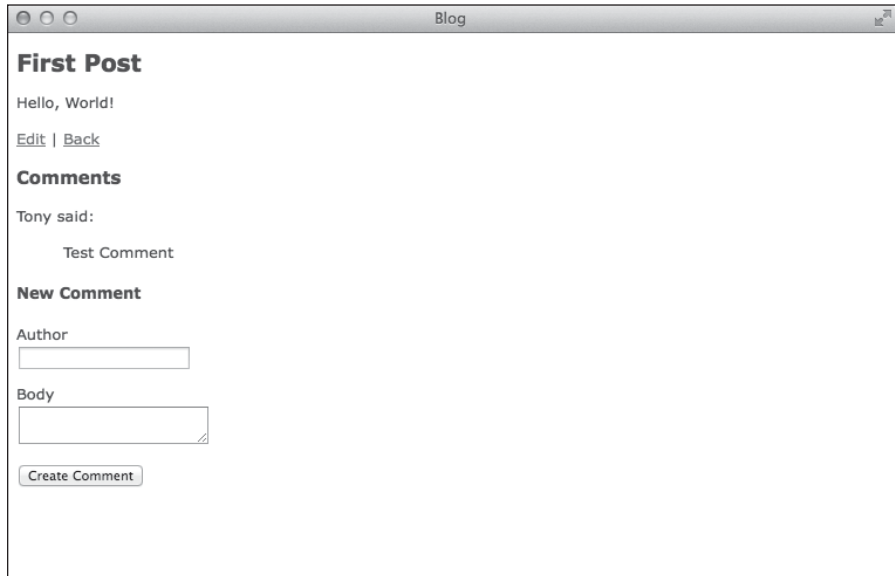 Blog
First Post
Hello, World!
Edit | Back
Comments
Tony said:
Test Comment
New Comment
Author
Body
Create Comment